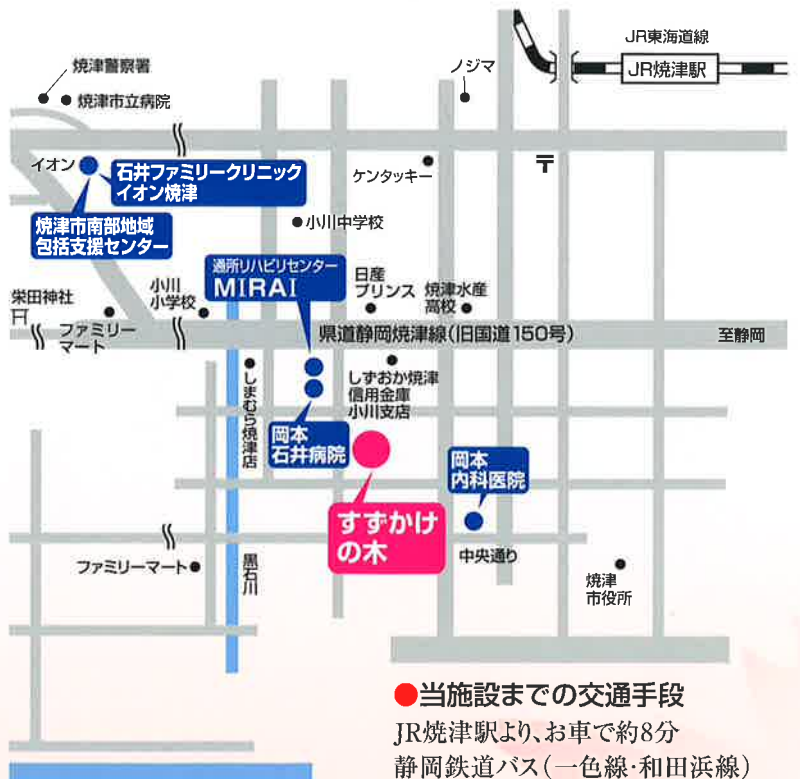 JR東海道線
JR焼津駅
焼津警察署
焼津市立病院
ノジマ
イオン
石井ファミリークリニック
イオン焼津
ケンタッキー
〒
焼津市南部地域
包括支援センター
小川中学校
通所リハビリセンター
MIRAI
日産
プリンス
焼津水産
高校
栄田神社
小川
小学校
ファミリー
マート
県道静岡焼津線(旧国道150号)
至静岡
しまむら焼津店
しずおか焼津
信用金庫
小川支店
岡本
石井病院
岡本
内科医院
すずかけ
の木
中央通り
ファミリーマート
黒石川
焼津
市役所
●当施設までの交通手段
JR焼津駅より、お車で約8分
静岡鉄道バス(一色線・和田浜線)